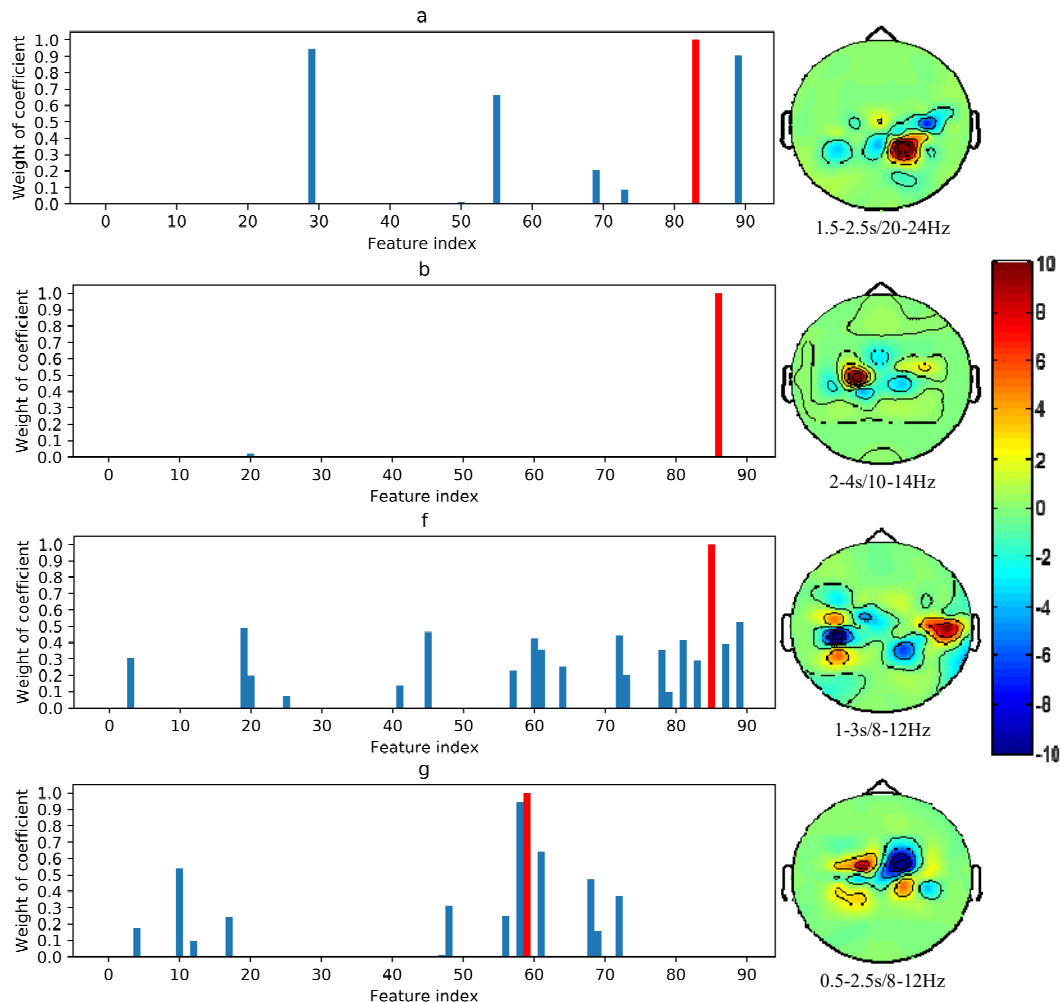 a
Weight of coefficient
1.0
0.9
0.8
0.7
0.6
0.5
0.4
0.3
0.2
0.1
0.0
0 10 20 30 40 50 60 70 80 90
Feature index
1.5-2.5s/20-24Hz
b
Weight of coefficient
1.0
0.9
0.8
0.7
0.6
0.5
0.4
0.3
0.2
0.1
0.0
0 10 20 30 40 50 60 70 80 90
Feature index
2-4s/10-14Hz
f
Weight of coefficient
1.0
0.9
0.8
0.7
0.6
0.5
0.4
0.3
0.2
0.1
0.0
0 10 20 30 40 50 60 70 80 90
Feature index
1-3s/8-12Hz
g
Weight of coefficient
1.0
0.9
0.8
0.7
0.6
0.5
0.4
0.3
0.2
0.1
0.0
0 10 20 30 40 50 60 70 80 90
Feature index
0.5-2.5s/8-12Hz
10
8
6
4
2
0
-2
-4
-6
-8
-10